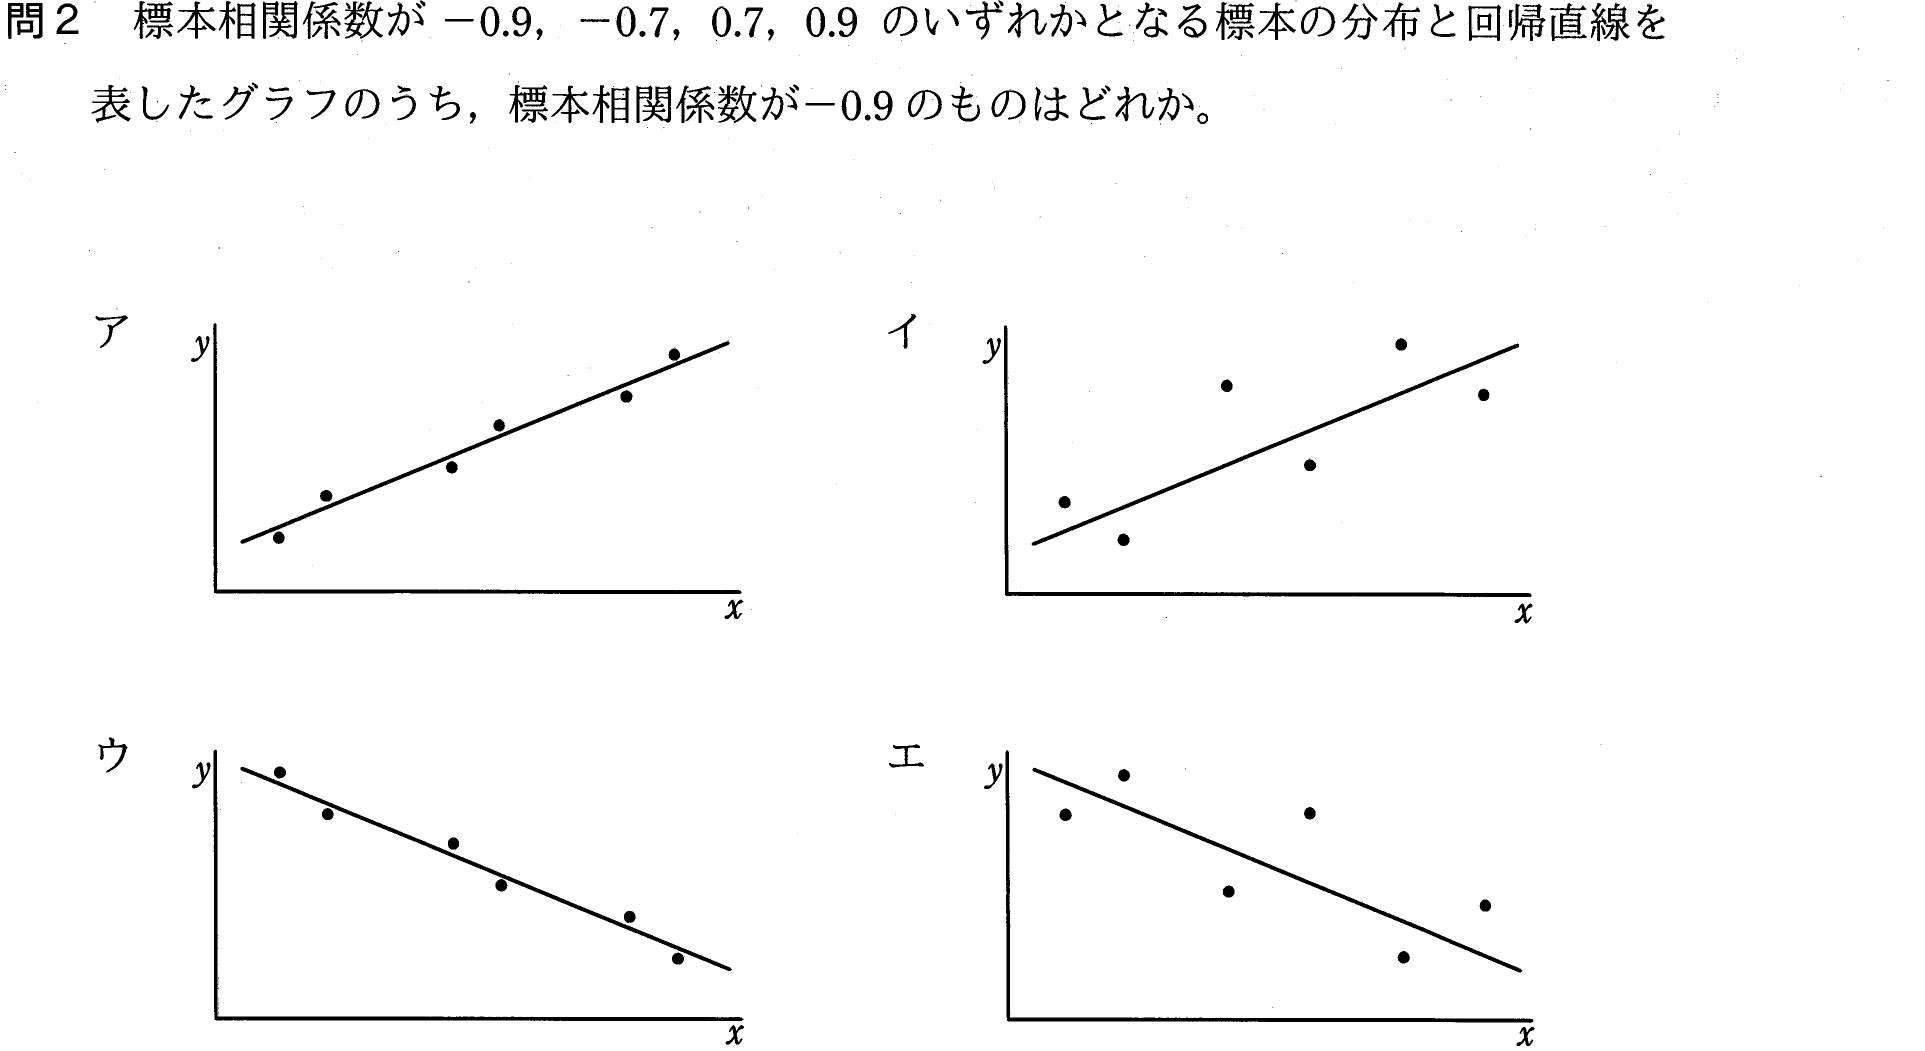 問2 標本相関係数が −0.9, −0.7, 0.7, 0.9 のいずれかとなる標本の分布と回帰直線を
表したグラフのうち，標本相関係数が−0.9 のものはどれか。
ア
y
x
イ
y
x
ウ
y
x
エ
y
x